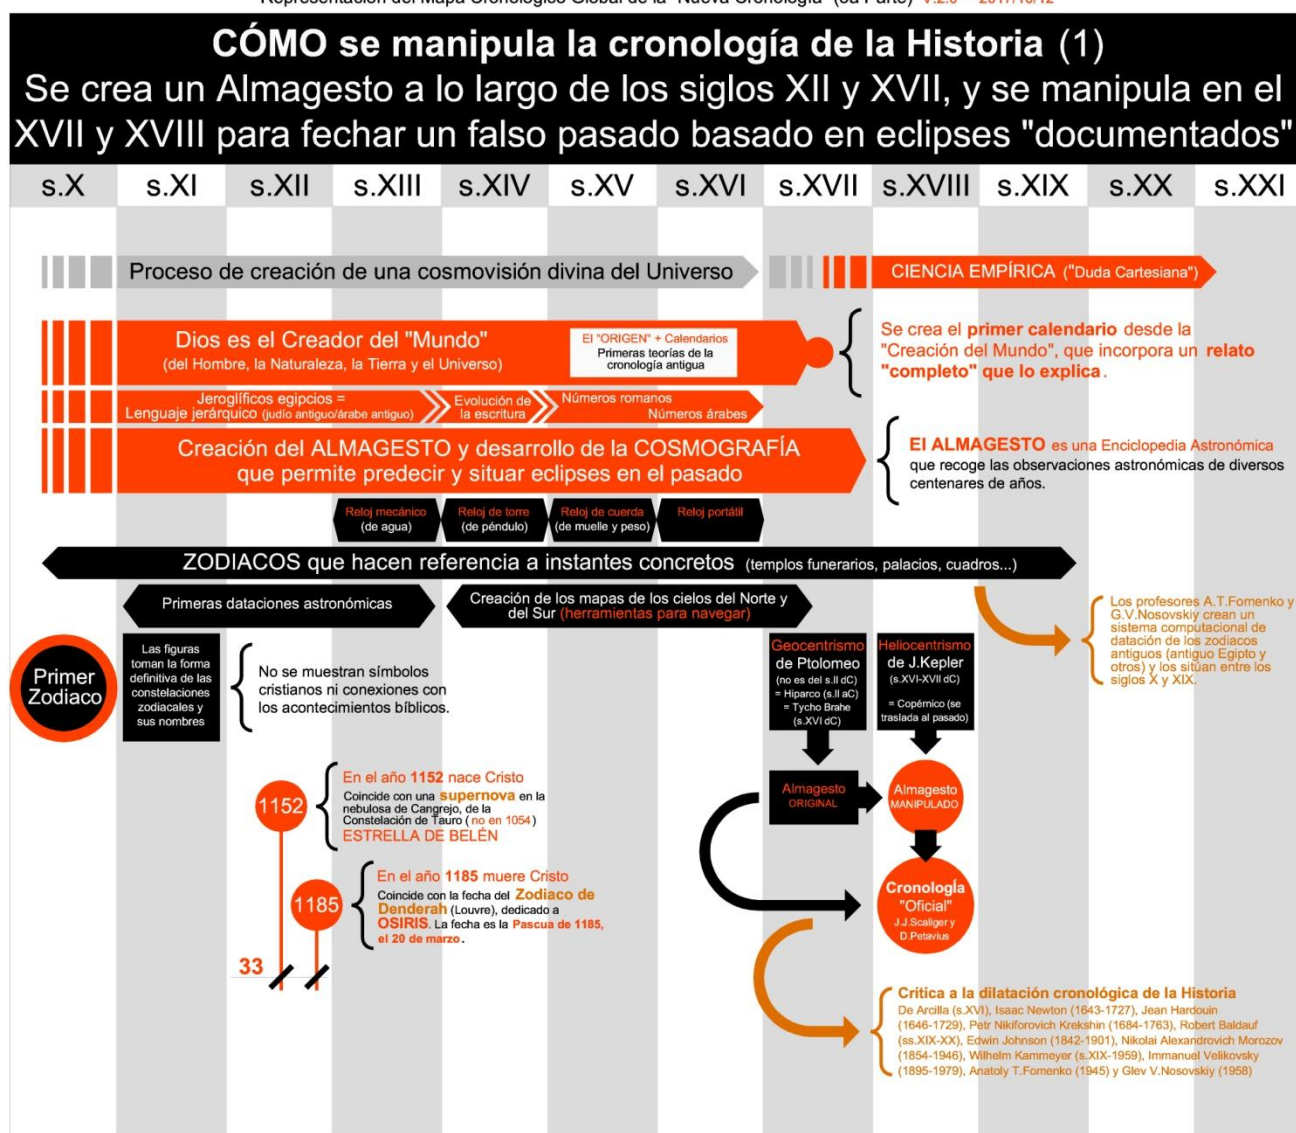 Representación del Mapa Cronológico Global de la "Nueva Cronología" (3a Parte) V.2.0 - 2017/10/12
CÓMO se manipula la cronología de la Historia (1)
Se crea un Almagesto a lo largo de los siglos XII y XVII, y se manipula en el
XVII y XVIII para fechar un falso pasado basado en eclipses "documentados"
s.X s.XI s.XII s.XIII s.XIV s.XV s.XVI s.XVII s.XVIII s.XIX s.XX s.XXI
Proceso de creación de una cosmovisión divina del Universo
CIENCIA EMPÍRICA ("Duda Cartesiana")
Dios es el Creador del "Mundo"
(del Hombre, la Naturaleza, la Tierra y el Universo)
El "ORIGEN" + Calendarios
Primeras teorías de la
cronología antigua
Se crea el primer calendario desde la
"Creación del Mundo", que incorpora un relato
"completo" que lo explica.
Jeroglíficos egipcios =
Lenguaje jerárquico (judío antiguo/árabe antiguo)
Evolución de
la escritura
Números romanos
Números árabes
Creación del ALMAGESTO y desarrollo de la COSMOGRAFÍA
que permite predecir y situar eclipses en el pasado
El ALMAGESTO es una Enciclopedia Astronómica
que recoge las observaciones astronómicas de diversos
centenares de años.
Reloj mecánico
(de agua)
Reloj de torre
(de péndulo)
Reloj de cuerda
(de muelle y peso)
Reloj portátil
ZODIACOS que hacen referencia a instantes concretos (templos funerarios, palacios, cuadros...)
Primeras dataciones astronómicas
Creación de los mapas de los cielos del Norte y
del Sur (herramientas para navegar)
Los profesores A.T.Fomenko y
G.V.Nosovskiy crean un
sistema computacional de
datación de los zodiacos
antiguos (antiguo Egipto y
otros) y los sitúan entre los
siglos X y XIX.
Primer
Zodiaco
Las figuras
toman la forma
definitiva de las
constelaciones
zodiacales y
sus nombres
No se muestran símbolos
cristianos ni conexiones con
los acontecimientos bíblicos.
Geocentrismo
de Ptolomeo
(no es del s.II dC)
= Hiparco (s.II aC)
= Tycho Brahe
(s.XVI dC)
Heliocentrismo
de J.Kepler
(s.XVI-XVII dC)
= Copérnico (se
traslada al pasado)
1152
En el año 1152 nace Cristo
Coincide con una supernova en la
nebulosa de Cangrejo, de la
Constelación de Tauro (no en 1054)
ESTRELLA DE BELÉN
Almagesto
ORIGINAL
Almagesto
MANIPULADO
1185
En el año 1185 muere Cristo
Coincide con la fecha del Zodiaco de
Denderah (Louvre), dedicado a
OSIRIS. La fecha es la Pascua de 1185,
el 20 de marzo.
33
Cronología
"Oficial"
J.J.Scaliger y
D.Petavius
Crítica a la dilatación cronológica de la Historia
De Arcilla (s.XVI), Isaac Newton (1643-1727), Jean Hardouin
(1646-1729), Petr Nikiforovich Krekshin (1684-1763), Robert Baldauf
(ss.XIX-XX), Edwin Johnson (1842-1901), Nikolai Alexandrovich Morozov
(1854-1946), Wilhelm Kammeyer (s.XIX-1959), Immanuel Velikovsky
(1895-1979), Anatoly T.Fomenko (1945) y Glev V.Nosovskiy (1958)